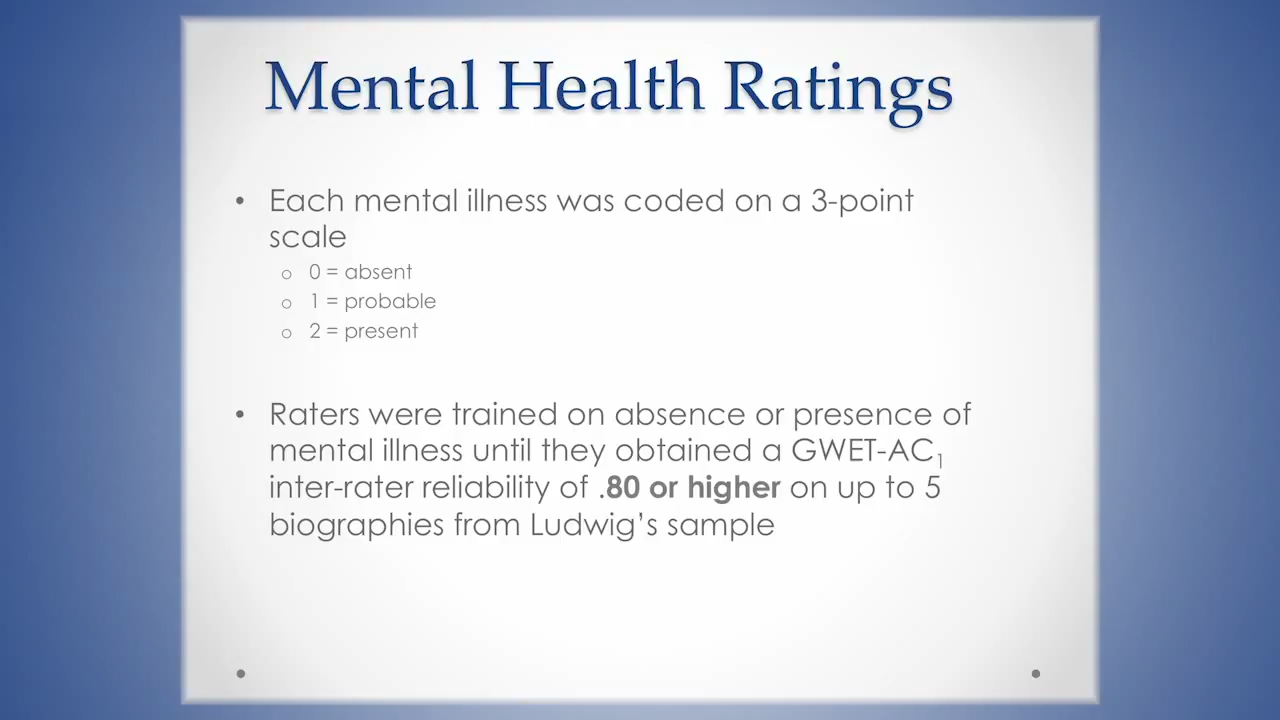 Mental Health Ratings
• Each mental illness was coded on a 3-point
scale
o 0 = absent
o 1 = probable
o 2 = present
• Raters were trained on absence or presence of
mental illness until they obtained a GWET-AC₁
inter-rater reliability of .80 or higher on up to 5
biographies from Ludwig’s sample